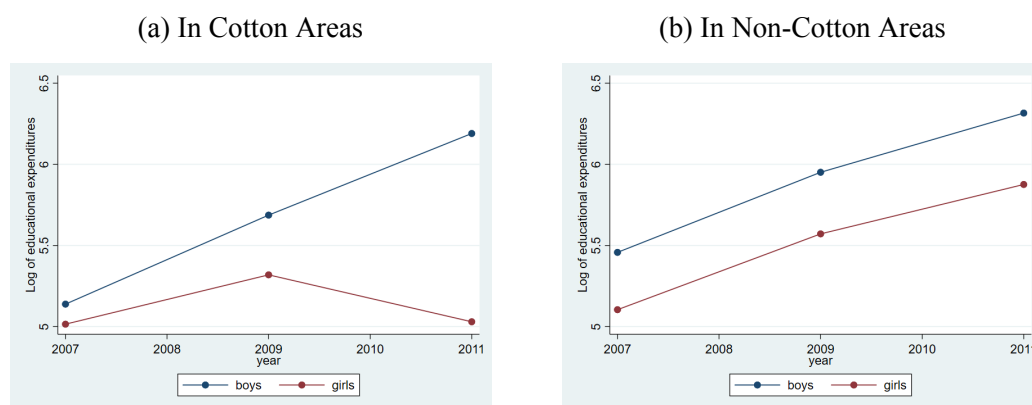 (a) In Cotton Areas
6.5
6
5.5
5
Log of educational expenditures
2007 2008 2009 2010 2011
year
boys girls
(b) In Non-Cotton Areas
6.5
6
5.5
5
Log of educational expenditures
2007 2008 2009 2010 2011
year
boys girls